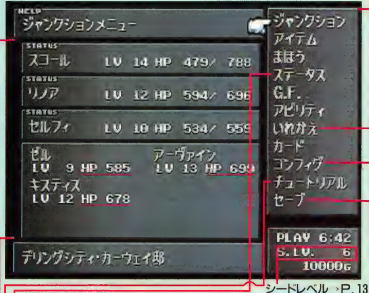 HELP
ジャンクションメニュー
STATUS
スコール LV 14 HP 479/ 788
STATUS
リノア LV 12 HP 594/ 696
STATUS
セルフィ LV 10 HP 534/ 559
ゼル
LV 9 HP 585
アーヴァイン
LV 13 HP 699
キスティス
LV 12 HP 678
デリングシティ・カーウェイ邸
ジャンクション
アイテム
まほう
ステータス
G.F.
アビリティ
いれかえ
カード
コンフィグ
チュートリアル
セーブ
PLAY 6:42
S.LV. 6
10000G
シードレベル→P.13